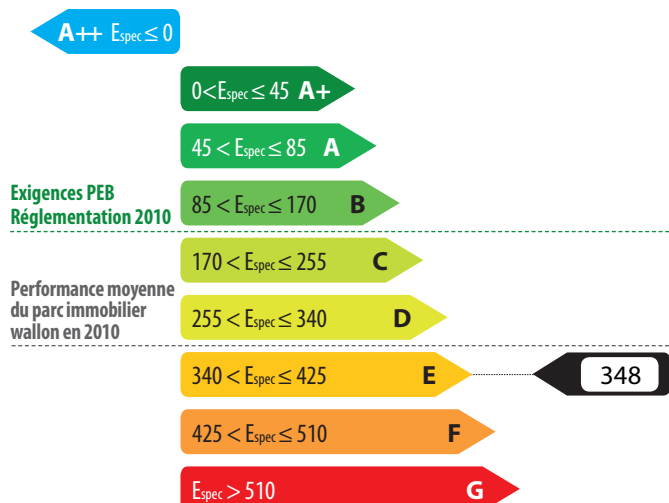 A++ Espec ≤ 0
0<Espec ≤ 45 A+
45 < Espec ≤ 85 A
Exigences PEB
Réglementation 2010
85 < Espec ≤ 170 B
170 < Espec ≤ 255 C
Performance moyenne
du parc immobilier
wallon en 2010
255 < Espec ≤ 340 D
340 < Espec ≤ 425 E
348
425 < Espec ≤ 510 F
Espec > 510 G